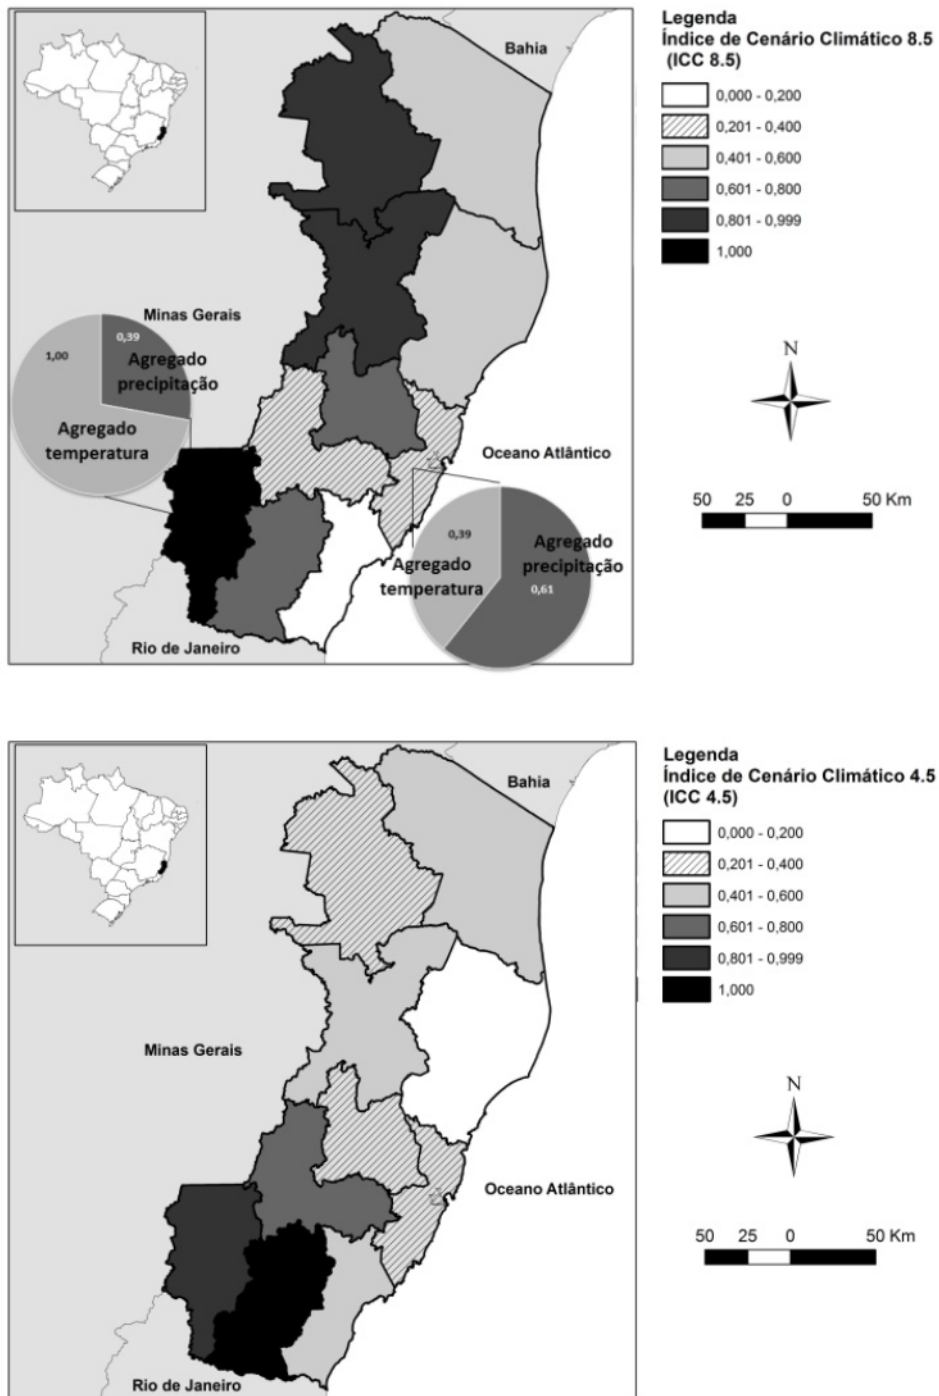 Legenda
Índice de Cenário Climático 8.5
(ICC 8.5)
0,000 - 0,200
0,201 - 0,400
0,401 - 0,600
0,601 - 0,800
0,801 - 0,999
1,000
Bahia
Minas Gerais
0,39
1,00
Agregado
precipitação
Agregado
temperatura
Oceano Atlântico
0,39
Agregado
temperatura
Agregado
precipitação
0,61
Rio de Janeiro
N
50 25 0 50 Km
Legenda
Índice de Cenário Climático 4.5
(ICC 4.5)
0,000 - 0,200
0,201 - 0,400
0,401 - 0,600
0,601 - 0,800
0,801 - 0,999
1,000
Bahia
Minas Gerais
Oceano Atlântico
Rio de Janeiro
N
50 25 0 50 Km